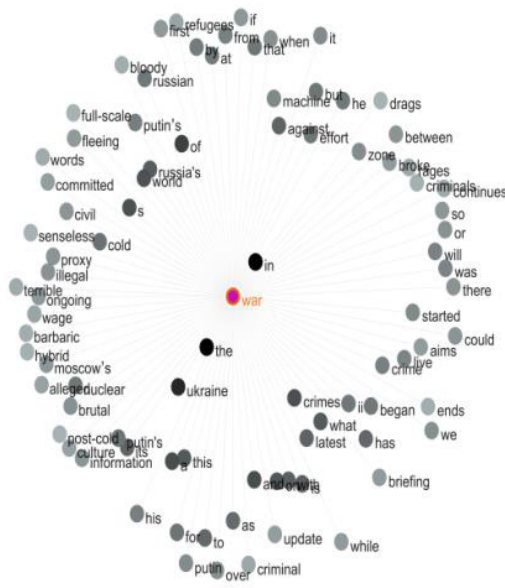 if
refugees
first
from
when
it
by
that
at
bloody
russian
but
machine
he
drags
full-scale
putin's
against
effort
between
fleeing
of
zone
words
russia's
broke
rages
world
criminals
committed
continues
civil
s
so
senseless
cold
or
proxy
will
in
illegal
was
terrible
ongoing
war
there
wage
started
barbaric
could
hybrid
the
aims
moscow's
live
crime
alleged
nuclear
ukraine
brutal
crimes
ii
began
ends
what
post-cold
putin's
latest
has
we
culture
its
information
a
this
briefing
and
on
with
is
his
as
for
to
update
while
putin
over
criminal